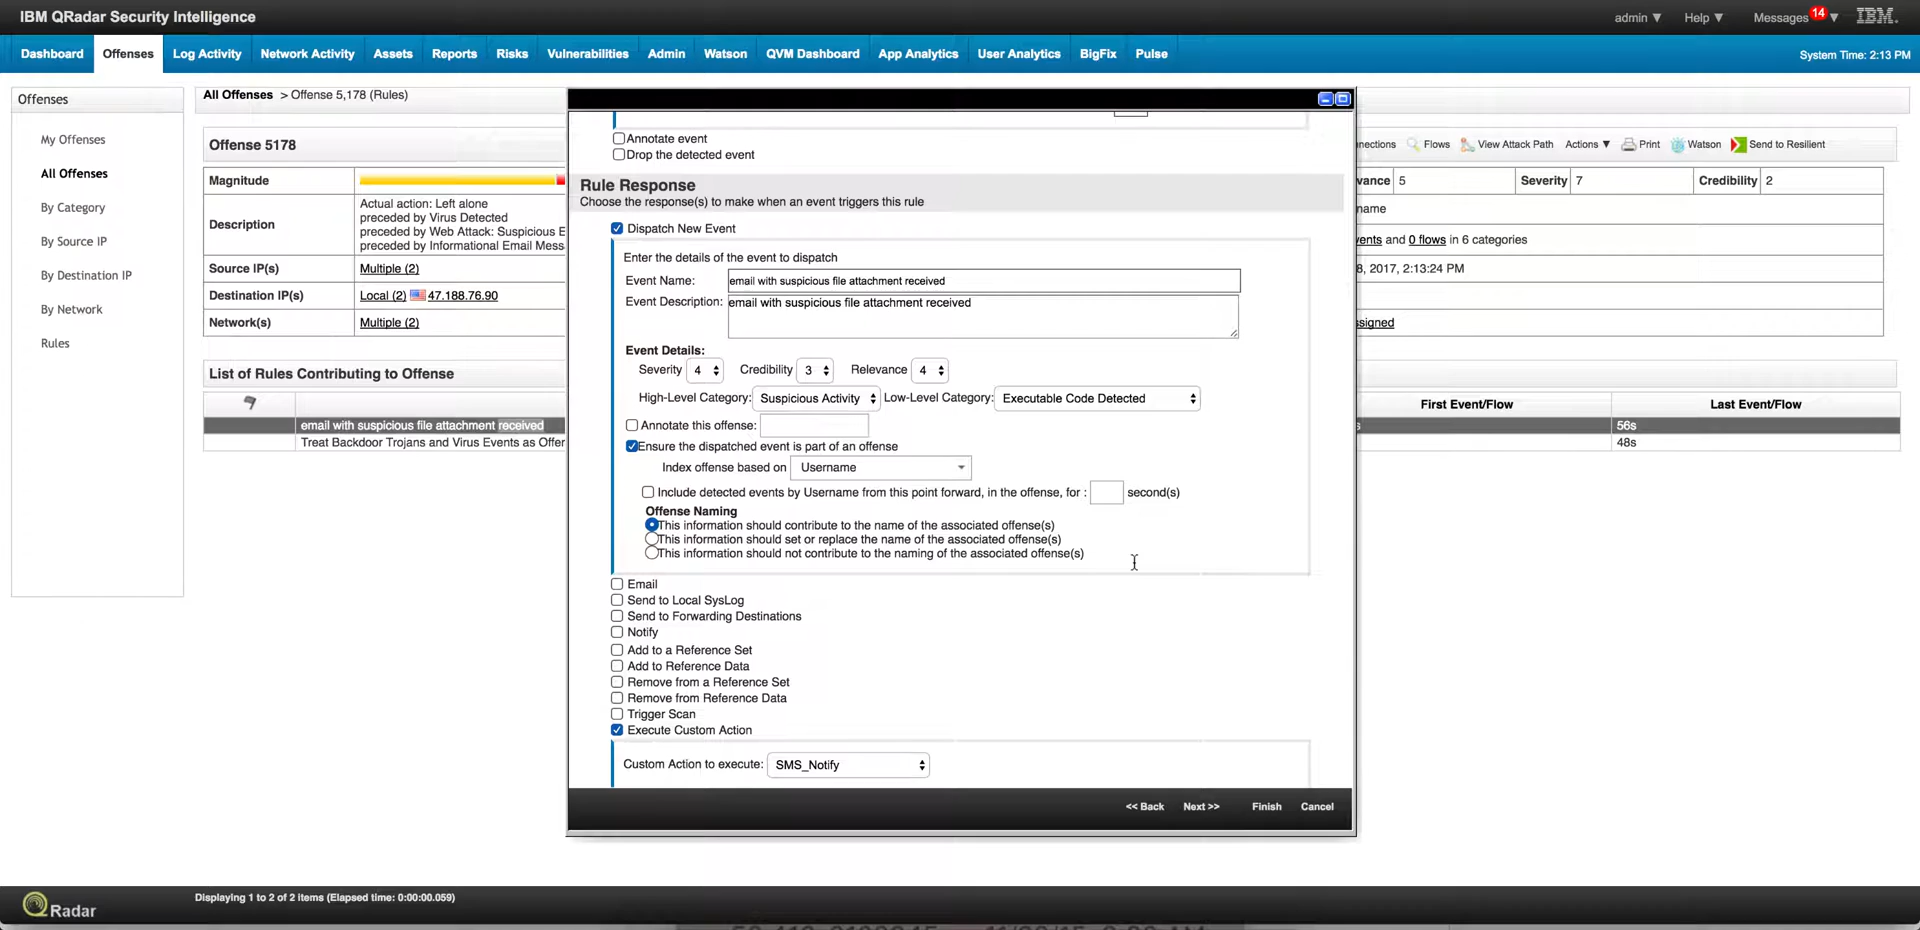 IBM QRadar Security Intelligence
admin ▼ Help ▼ Messages 14 ▼ IBM
Dashboard Offenses Log Activity Network Activity Assets Reports Risks Vulnerabilities Admin Watson QVM Dashboard App Analytics User Analytics BigFix Pulse System Time: 2:13 PM
Offenses
My Offenses
All Offenses
By Category
By Source IP
By Destination IP
By Network
Rules
All Offenses > Offense 5,178 (Rules)
Offense 5178
Magnitude
Description
Actual action: Left alone
preceded by Virus Detected
preceded by Web Attack: Suspicious E
preceded by Informational Email Mess
Source IP(s) Multiple (2)
Destination IP(s) Local (2) 47.188.76.90
Network(s) Multiple (2)
List of Rules Contributing to Offense
email with suspicious file attachment received
Treat Backdoor Trojans and Virus Events as Offen
Annotate event
Drop the detected event
Rule Response
Choose the response(s) to make when an event triggers this rule
Dispatch New Event
Enter the details of the event to dispatch
Event Name: email with suspicious file attachment received
Event Description: email with suspicious file attachment received
Event Details:
Severity 4 Credibility 3 Relevance 4
High-Level Category: Suspicious Activity Low-Level Category: Executable Code Detected
Annotate this offense:
Ensure the dispatched event is part of an offense
Index offense based on Username
Include detected events by Username from this point forward, in the offense, for : second(s)
Offense Naming
This information should contribute to the name of the associated offense(s)
This information should set or replace the name of the associated offense(s)
This information should not contribute to the naming of the associated offense(s)
Email
Send to Local SysLog
Send to Forwarding Destinations
Notify
Add to a Reference Set
Add to Reference Data
Remove from a Reference Set
Remove from Reference Data
Trigger Scan
Execute Custom Action
Custom Action to execute: SMS_Notify
<< Back Next >> Finish Cancel
nnections Flows View Attack Path Actions ▼ Print Watson Send to Resilient
vance 5 Severity 7 Credibility 2
name
ents and 0 flows in 6 categories
8, 2017, 2:13:24 PM
ssigned
First Event/Flow Last Event/Flow
s 56s
48s
QRadar
Displaying 1 to 2 of 2 items (Elapsed time: 0:00:00.059)